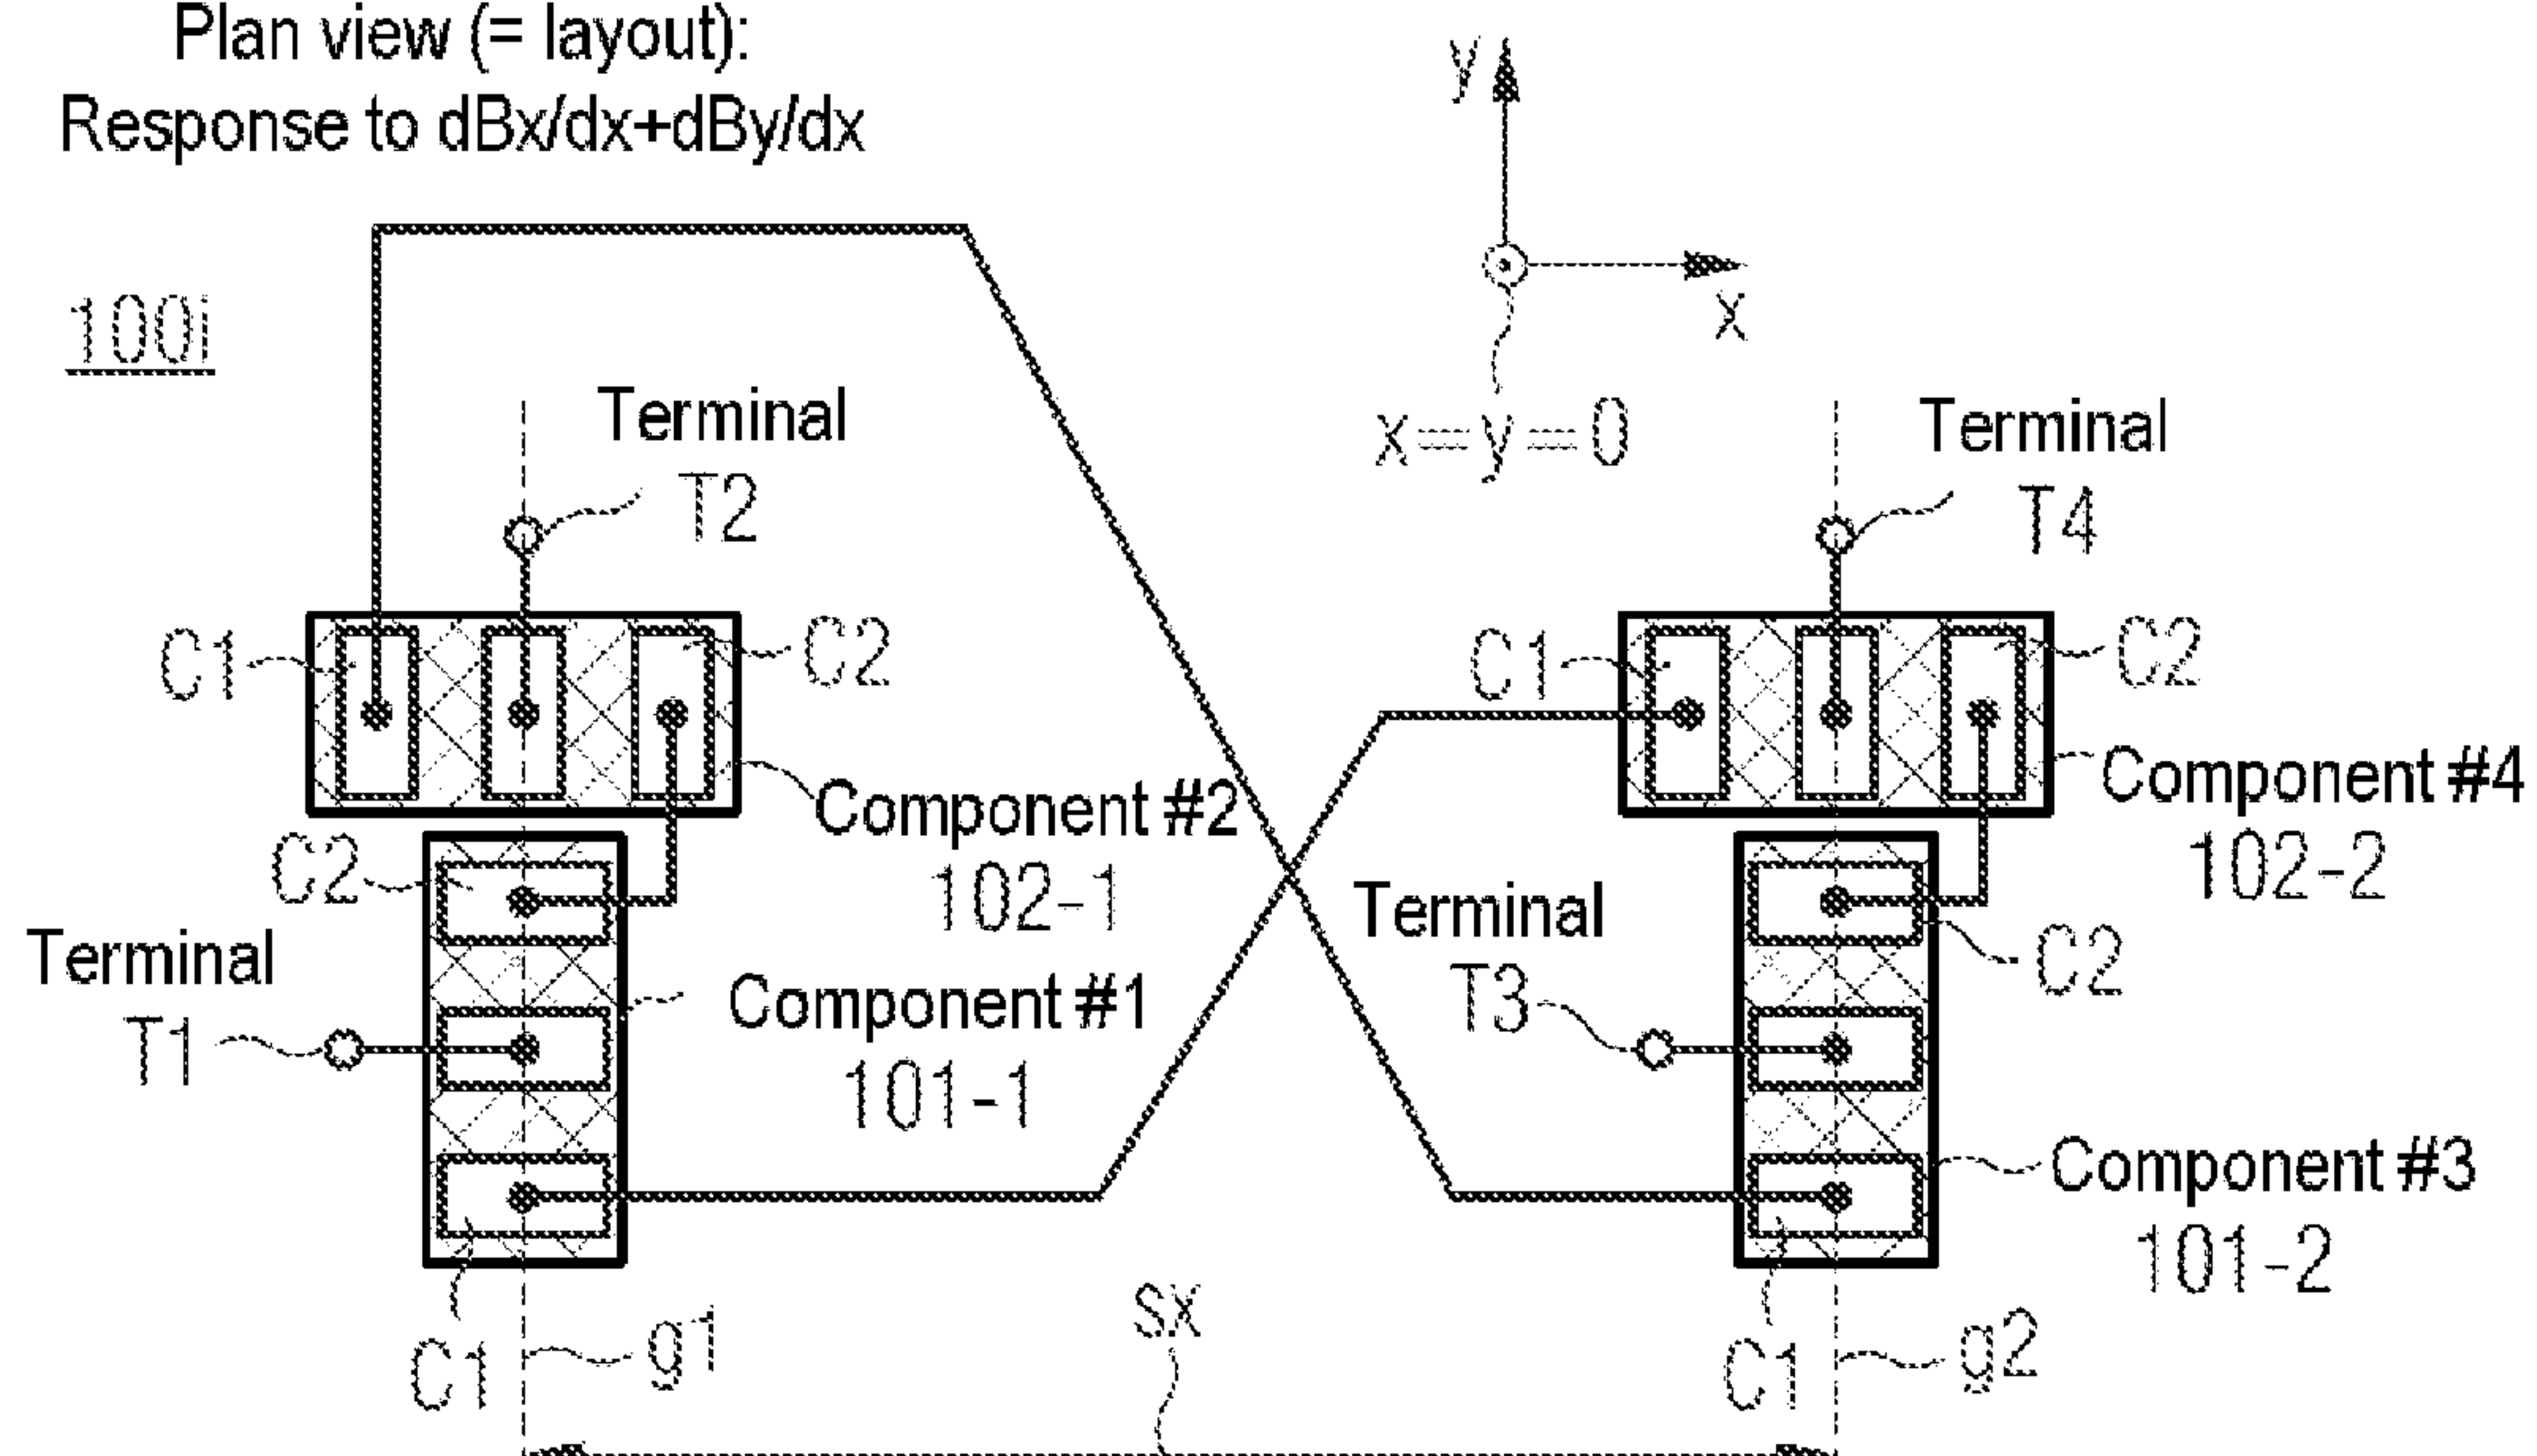 Plan view (= layout):
Response to dBx/dx+dBy/dx
y
x
x=y=0
100i
Terminal
T2
Terminal
T4
C1
C2
C1
C2
Component #2
102-1
Component #4
102-2
C2
Terminal
T1
Component #1
101-1
Terminal
T3
C2
Component #3
101-2
C1
g1
sx
C1
g2